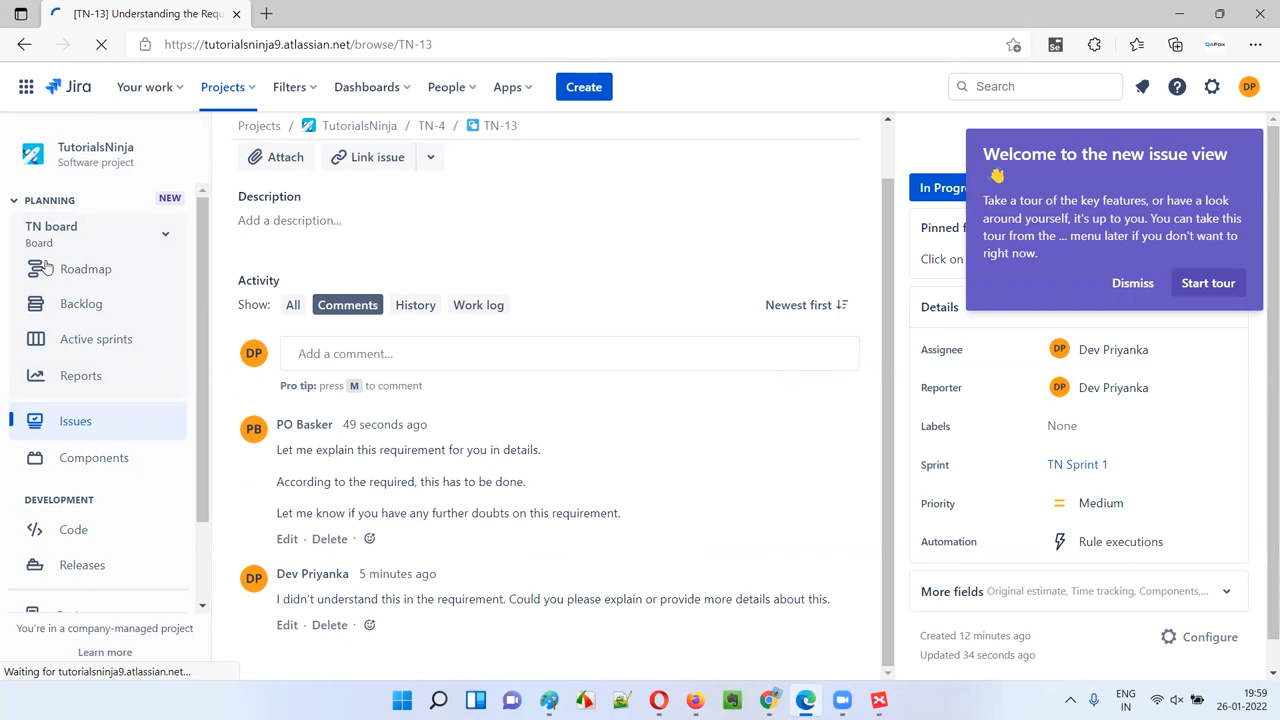 [TN-13] Understanding the Requ
https://tutorialsninja9.atlassian.net/browse/TN-13
Se
QAFox
Jira
Your work
Projects
Filters
Dashboards
People
Apps
Create
Search
DP
TutorialsNinja
Software project
PLANNING
NEW
TN board
Board
Roadmap
Backlog
Active sprints
Reports
Issues
Components
DEVELOPMENT
Code
Releases
You're in a company-managed project
Learn more
Waiting for tutorialsninja9.atlassian.net...
Projects / TutorialsNinja / TN-4 / TN-13
Attach
Link issue
Description
Add a description...
Activity
Show: All Comments History Work log
Newest first
DP
Add a comment...
Pro tip: press M to comment
PB
PO Basker 49 seconds ago
Let me explain this requirement for you in details.
According to the required, this has to be done.
Let me know if you have any further doubts on this requirement.
Edit · Delete ·
DP
Dev Priyanka 5 minutes ago
I didn't understand this in the requirement. Could you please explain or provide more details about this.
Edit · Delete ·
Welcome to the new issue view
Take a tour of the key features, or have a look
around yourself, it's up to you. You can take this
tour from the ... menu later if you don't want to
right now.
Dismiss
Start tour
In Progr
Pinned f
Click on
Details
Assignee
DP Dev Priyanka
Reporter
DP Dev Priyanka
Labels
None
Sprint
TN Sprint 1
Priority
Medium
Automation
Rule executions
More fields Original estimate, Time tracking, Components,...
Created 12 minutes ago
Updated 34 seconds ago
Configure
ENG
IN
19:59
26-01-2022